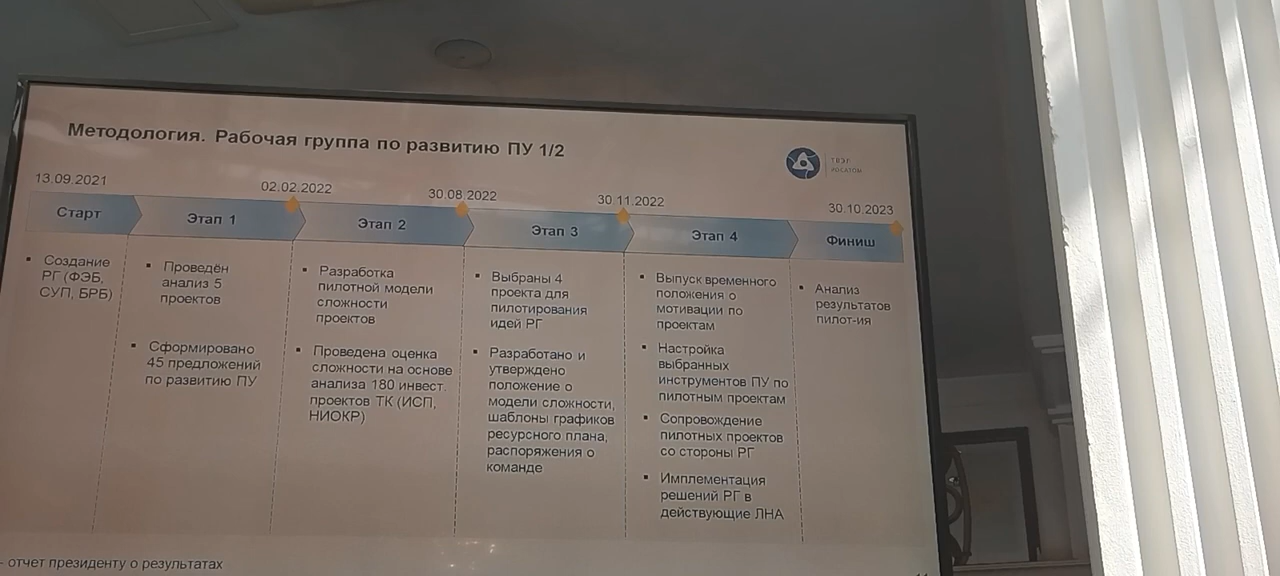 Методология. Рабочая группа по развитию ПУ 1/2
ТВЭЛ
РОСАТОМ
13.09.2021
02.02.2022
30.08.2022
30.11.2022
30.10.2023
Старт
Этап 1
Этап 2
Этап 3
Этап 4
Финиш
▪ Создание
РГ (ФЭБ,
СУП, БРБ)
▪ Проведён
анализ 5
проектов
▪ Сформировано
45 предложений
по развитию ПУ
▪ Разработка
пилотной модели
сложности
проектов
▪ Проведена оценка
сложности на основе
анализа 180 инвест.
проектов ТК (ИСП,
НИОКР)
▪ Выбраны 4
проекта для
пилотирования
идей РГ
▪ Разработано и
утверждено
положение о
модели сложности,
шаблоны графиков
ресурсного плана,
распоряжения о
команде
▪ Выпуск временного
положения о
мотивации по
проектам
▪ Настройка
выбранных
инструментов ПУ по
пилотным проектам
▪ Сопровождение
пилотных проектов
со стороны РГ
▪ Имплементация
решений РГ в
действующие ЛНА
▪ Анализ
результатов
пилот-ия
- отчет президенту о результатах